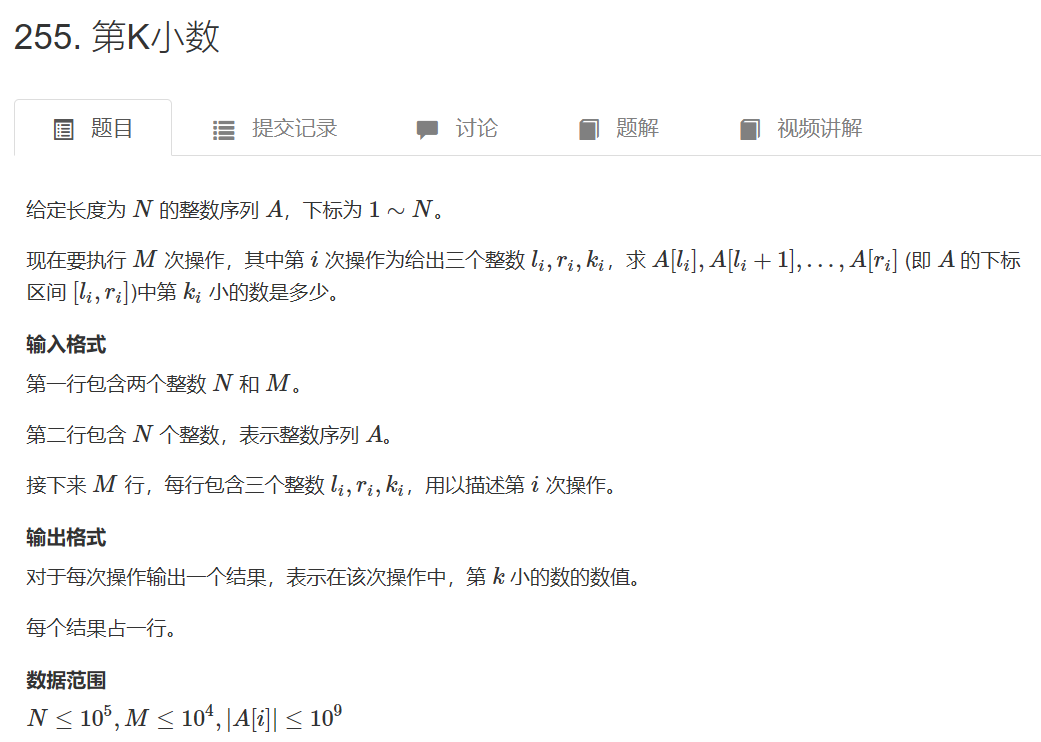 255. 第K小数
题目 提交记录 讨论 题解 视频讲解
给定长度为 N 的整数序列 A，下标为 1 ∼ N。
现在要执行 M 次操作，其中第 i 次操作为给出三个整数 l_i, r_i, k_i，求 A[l_i], A[l_i + 1], . . . , A[r_i] (即 A 的下标
区间 [l_i, r_i])中第 k_i 小的数是多少。
输入格式
第一行包含两个整数 N 和 M。
第二行包含 N 个整数，表示整数序列 A。
接下来 M 行，每行包含三个整数 l_i, r_i, k_i，用以描述第 i 次操作。
输出格式
对于每次操作输出一个结果，表示在该次操作中，第 k 小的数的数值。
每个结果占一行。
数据范围
N ≤ 10^5, M ≤ 10^4, |A[i]| ≤ 10^9